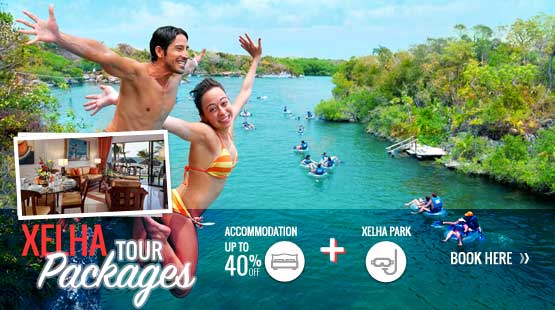 XELHA TOUR
Packages
ACCOMMODATION
UP TO
40% OFF
+
XELHA PARK
BOOK HERE »